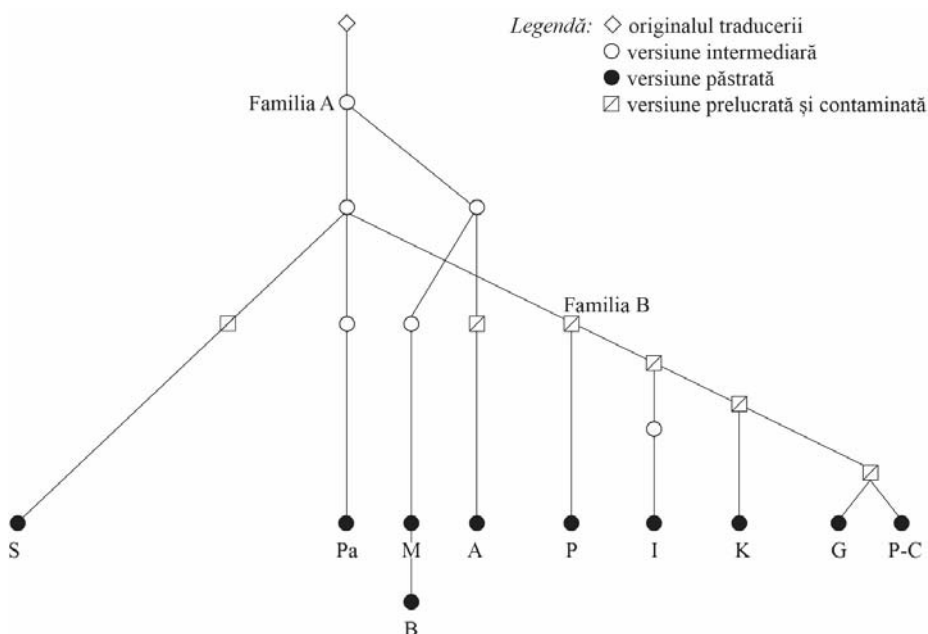 Legendă: originalul traducerii
versiune intermediară
versiune păstrată
versiune prelucrată și contaminată
Familia A
Familia B
S Pa M A P I K G P-C
B